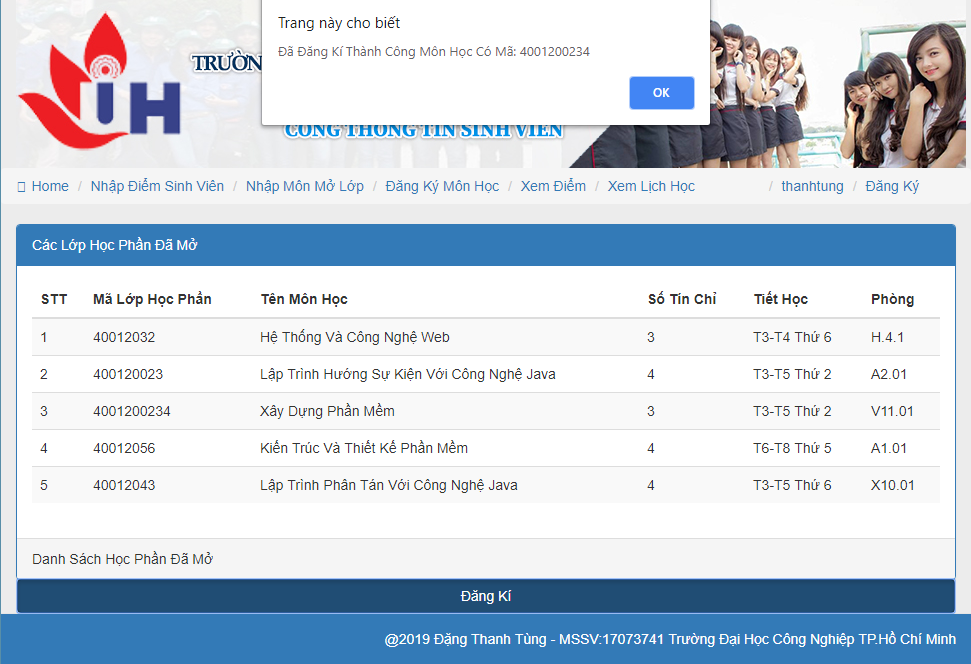 Trang này cho biết
Đã Đăng Kí Thành Công Môn Học Có Mã: 4001200234
OK
IUH
CỔNG THÔNG TIN SINH VIÊN
Home / Nhập Điểm Sinh Viên / Nhập Môn Mở Lớp / Đăng Ký Môn Học / Xem Điểm / Xem Lịch Học / thanhtung / Đăng Ký
Các Lớp Học Phần Đã Mở
STT Mã Lớp Học Phần Tên Môn Học Số Tín Chỉ Tiết Học Phòng
1 40012032 Hệ Thống Và Công Nghệ Web 3 T3-T4 Thứ 6 H.4.1
2 400120023 Lập Trình Hướng Sự Kiện Với Công Nghệ Java 4 T3-T5 Thứ 2 A2.01
3 4001200234 Xây Dựng Phần Mềm 3 T3-T5 Thứ 2 V11.01
4 40012056 Kiến Trúc Và Thiết Kế Phần Mềm 4 T6-T8 Thứ 5 A1.01
5 40012043 Lập Trình Phân Tán Với Công Nghệ Java 4 T3-T5 Thứ 6 X10.01
Danh Sách Học Phần Đã Mở
Đăng Kí
@2019 Đặng Thanh Tùng - MSSV:17073741 Trường Đại Học Công Nghiệp TP.Hồ Chí Minh